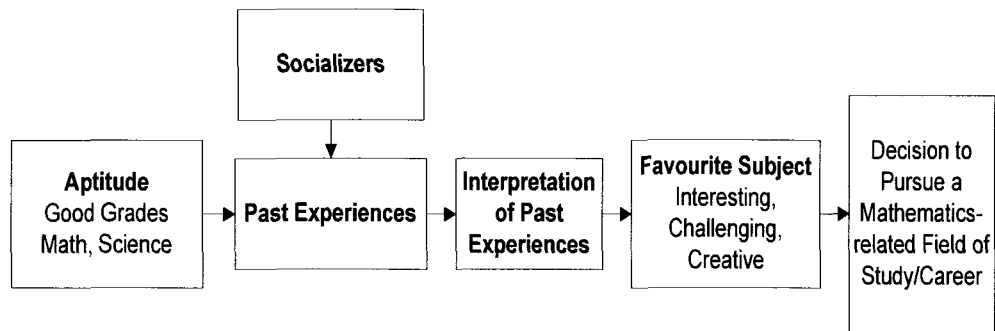 Socializers
Aptitude
Good Grades
Math, Science
Past Experiences
Interpretation
of Past
Experiences
Favourite Subject
Interesting,
Challenging,
Creative
Decision to
Pursue a
Mathematics-
related Field of
Study/Career